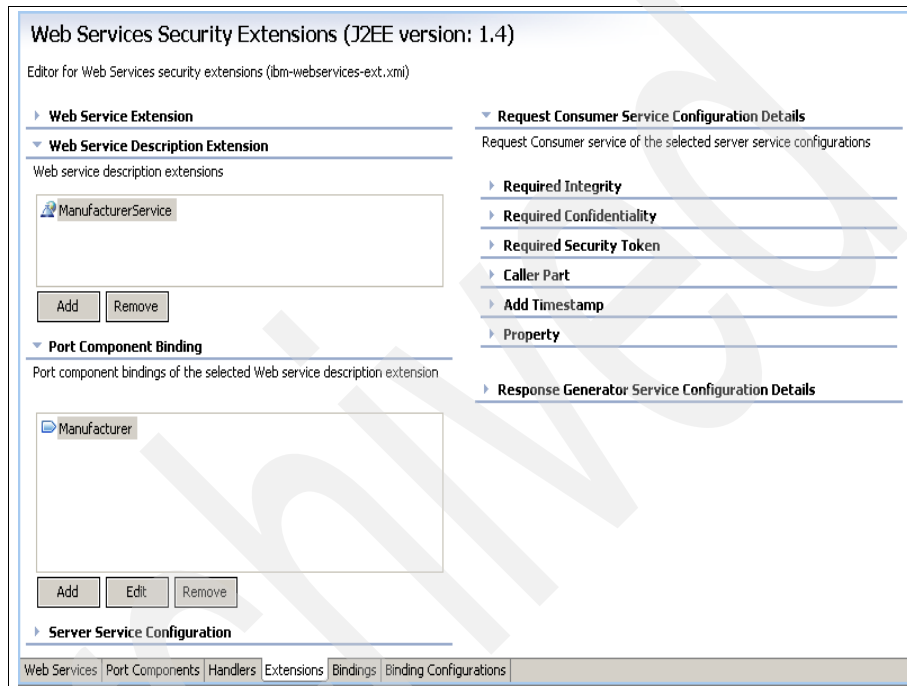 Web Services Security Extensions (J2EE version: 1.4)
Editor for Web Services security extensions (ibm-webservices-ext.xmi)
Web Service Extension
Web Service Description Extension
Web service description extensions
ManufacturerService
Add Remove
Port Component Binding
Port component bindings of the selected Web service description extension
Manufacturer
Add Edit Remove
Server Service Configuration
Request Consumer Service Configuration Details
Request Consumer service of the selected server service configurations
Required Integrity
Required Confidentiality
Required Security Token
Caller Part
Add Timestamp
Property
Response Generator Service Configuration Details
Web Services Port Components Handlers Extensions Bindings Binding Configurations